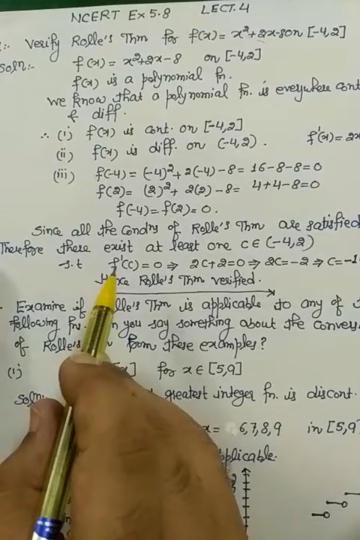 NCERT Ex 5.8 LECT.4
:- Verify Rolle's Thm for f(x) = x²+2x-8 on [-4,2]
Soln:- f(x) = x²+2x-8 on [-4,2]
f(x) is a polynomial fn.
We know that a polynomial fn. is everywhere cont
& diff.
∴ (i) f(x) is cont. on [-4,2]
(ii) f(x) is diff. on (-4,2). f'(x) = 2x
(iii) f(-4) = (-4)²+2(-4)-8 = 16-8-8=0
f(2) = (2)²+2(2)-8 = 4+4-8=0
f(-4) = f(2) = 0.
Since all the condns of Rolle's Thm are satisfied
Therefore there exist at least one c ∈ (-4,2)
s.t f'(c) = 0 ⇒ 2c+2=0 ⇒ 2c=-2 ⇒ c=-1
Rolle's Thm verified.
Examine if Rolle's Thm is applicable to any of
following fn. you say something about the conver
of Rolle's from these examples?
(i) [x] for x ∈ [5,9]
Soln greatest integer fn. is discont.
x = 6,7,8,9 in [5,9]
applicable.